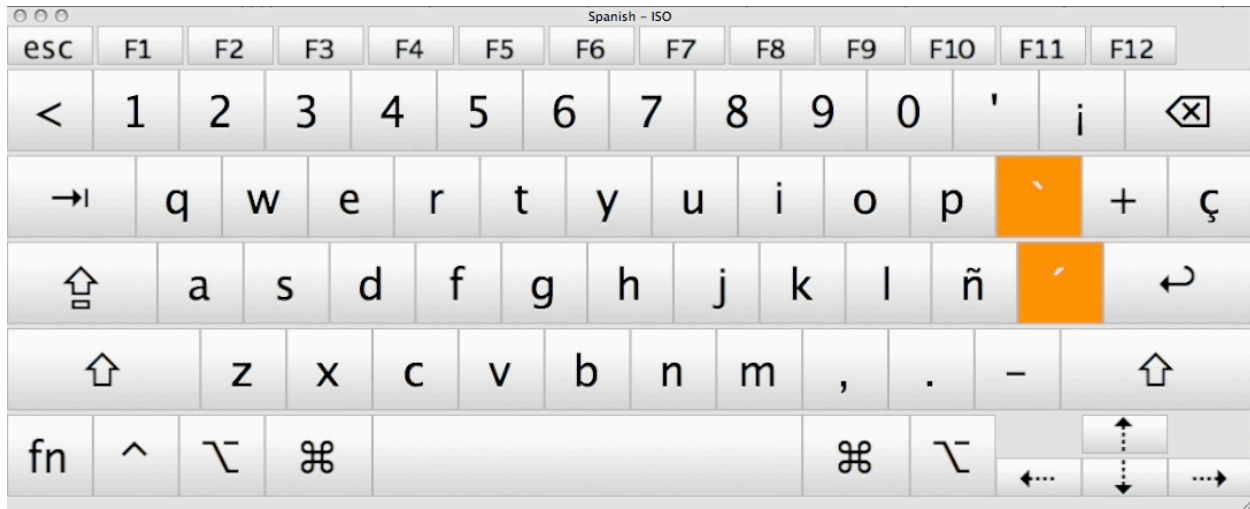 Spanish – ISO
esc F1 F2 F3 F4 F5 F6 F7 F8 F9 F10 F11 F12
< 1 2 3 4 5 6 7 8 9 0 ' ¡ ⌫
⇥ q w e r t y u i o p ` + ç
⇪ a s d f g h j k l ñ ´ ↩
⇧ z x c v b n m , . - ⇧
fn ^ ⌥ ⌘ ⌘ ⌥